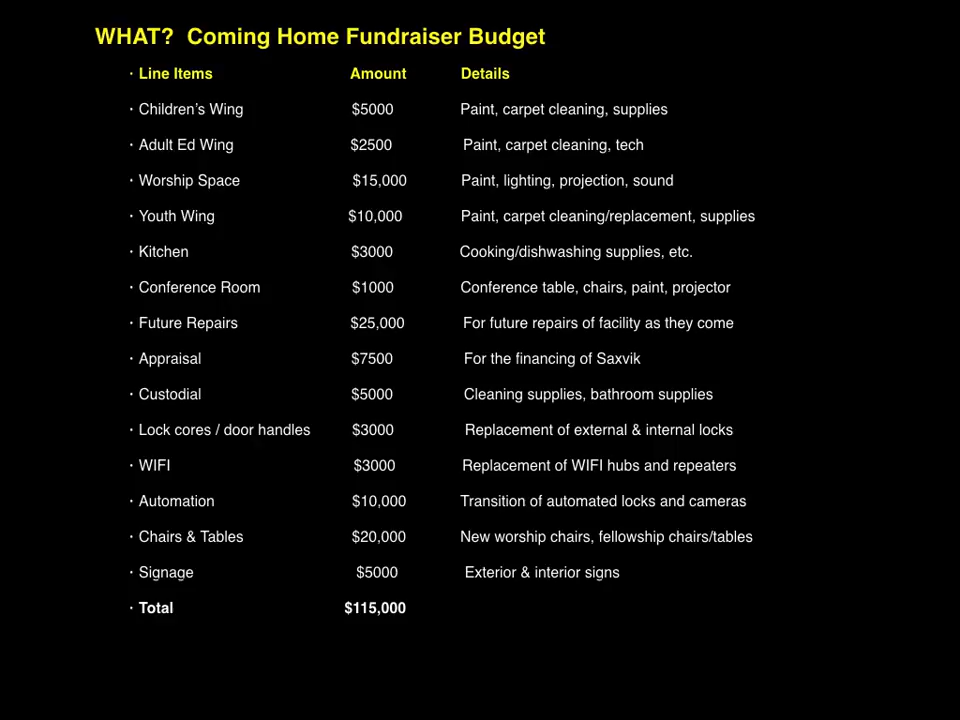 WHAT? Coming Home Fundraiser Budget
· Line Items Amount Details
· Children’s Wing $5000 Paint, carpet cleaning, supplies
· Adult Ed Wing $2500 Paint, carpet cleaning, tech
· Worship Space $15,000 Paint, lighting, projection, sound
· Youth Wing $10,000 Paint, carpet cleaning/replacement, supplies
· Kitchen $3000 Cooking/dishwashing supplies, etc.
· Conference Room $1000 Conference table, chairs, paint, projector
· Future Repairs $25,000 For future repairs of facility as they come
· Appraisal $7500 For the financing of Saxvik
· Custodial $5000 Cleaning supplies, bathroom supplies
· Lock cores / door handles $3000 Replacement of external & internal locks
· WIFI $3000 Replacement of WIFI hubs and repeaters
· Automation $10,000 Transition of automated locks and cameras
· Chairs & Tables $20,000 New worship chairs, fellowship chairs/tables
· Signage $5000 Exterior & interior signs
· Total $115,000